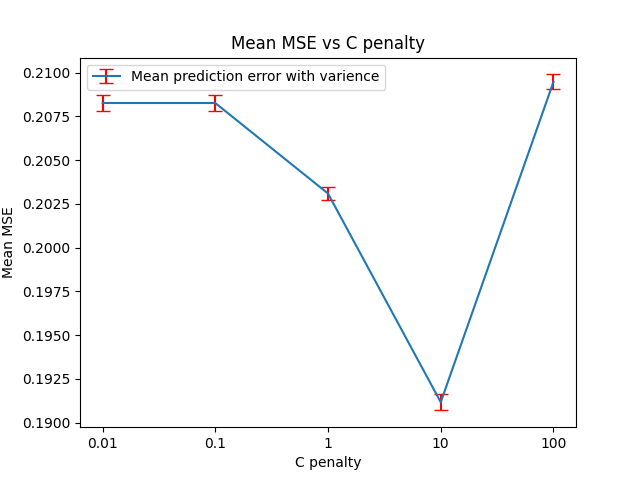 Mean MSE vs C penalty
Mean prediction error with varience
0.2100
0.2075
0.2050
0.2025
0.2000
0.1975
0.1950
0.1925
0.1900
Mean MSE
0.01 0.1 1 10 100
C penalty